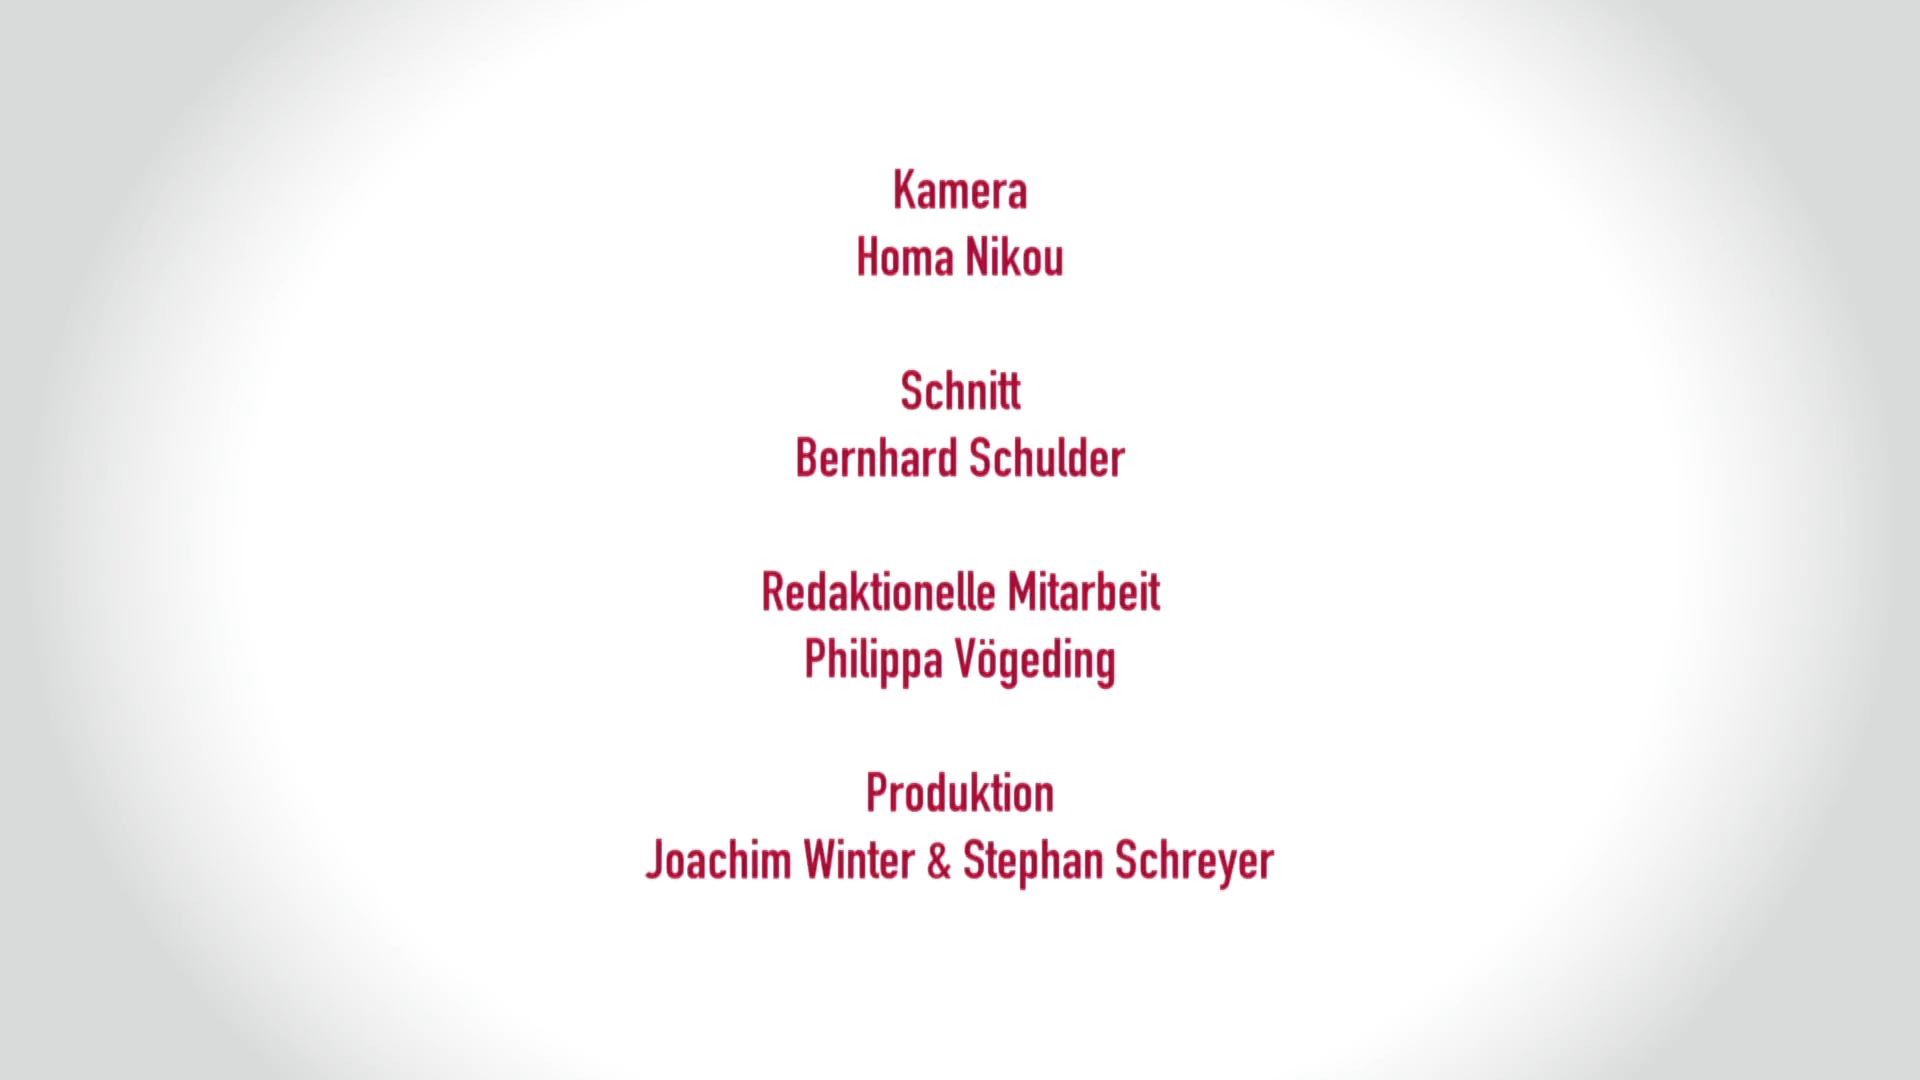 Kamera
Homa Nikou
Schnitt
Bernhard Schulder
Redaktionelle Mitarbeit
Philippa Vögeding
Produktion
Joachim Winter & Stephan Schreyer